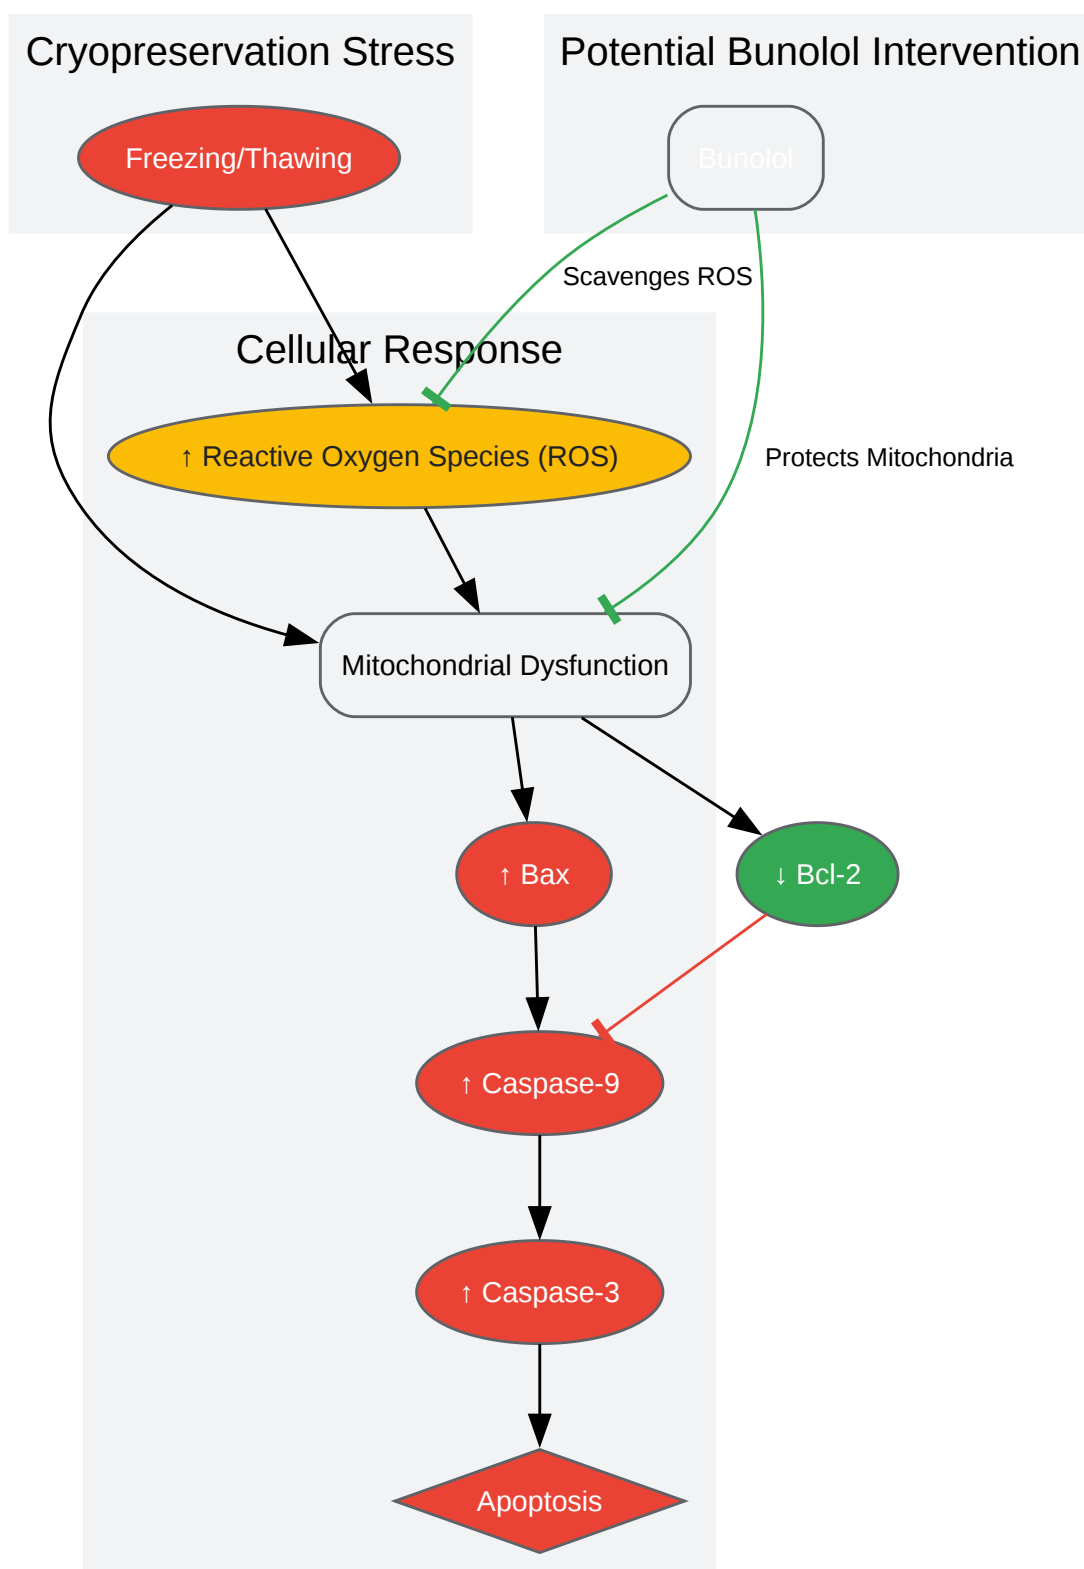 Cryopreservation Stress
Potential Bunolol Intervention
Freezing/Thawing
Bunolol
Scavenges ROS
Cellular Response
↑ Reactive Oxygen Species (ROS)
Protects Mitochondria
Mitochondrial Dysfunction
↑ Bax
↓ Bcl-2
↑ Caspase-9
↑ Caspase-3
Apoptosis